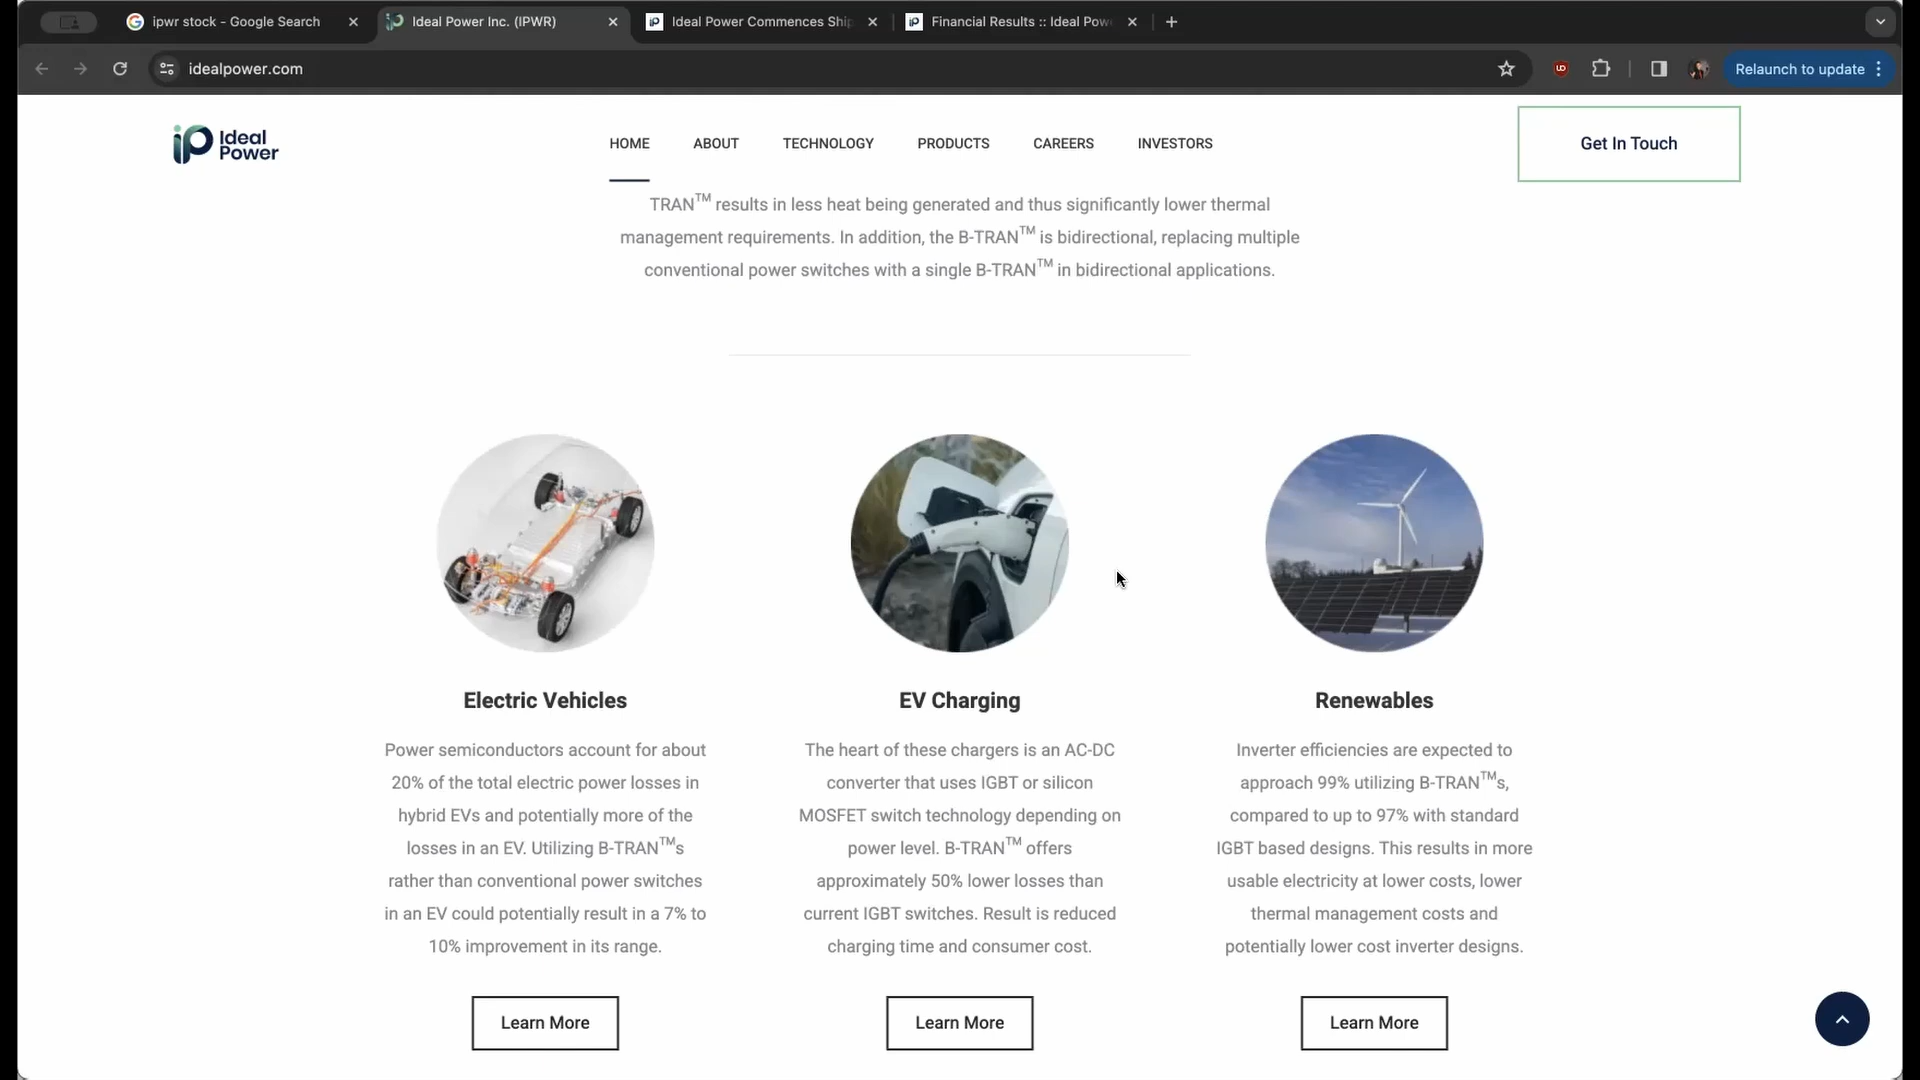 ipwr stock - Google Search
Ideal Power Inc. (IPWR)
Ideal Power Commences Ship
Financial Results :: Ideal Pow
idealpower.com
Relaunch to update
iP Ideal Power
HOME
ABOUT
TECHNOLOGY
PRODUCTS
CAREERS
INVESTORS
Get In Touch
TRAN™ results in less heat being generated and thus significantly lower thermal
management requirements. In addition, the B-TRAN™ is bidirectional, replacing multiple
conventional power switches with a single B-TRAN™ in bidirectional applications.
Electric Vehicles
Power semiconductors account for about
20% of the total electric power losses in
hybrid EVs and potentially more of the
losses in an EV. Utilizing B-TRAN™s
rather than conventional power switches
in an EV could potentially result in a 7% to
10% improvement in its range.
Learn More
EV Charging
The heart of these chargers is an AC-DC
converter that uses IGBT or silicon
MOSFET switch technology depending on
power level. B-TRAN™ offers
approximately 50% lower losses than
current IGBT switches. Result is reduced
charging time and consumer cost.
Learn More
Renewables
Inverter efficiencies are expected to
approach 99% utilizing B-TRAN™s,
compared to up to 97% with standard
IGBT based designs. This results in more
usable electricity at lower costs, lower
thermal management costs and
potentially lower cost inverter designs.
Learn More